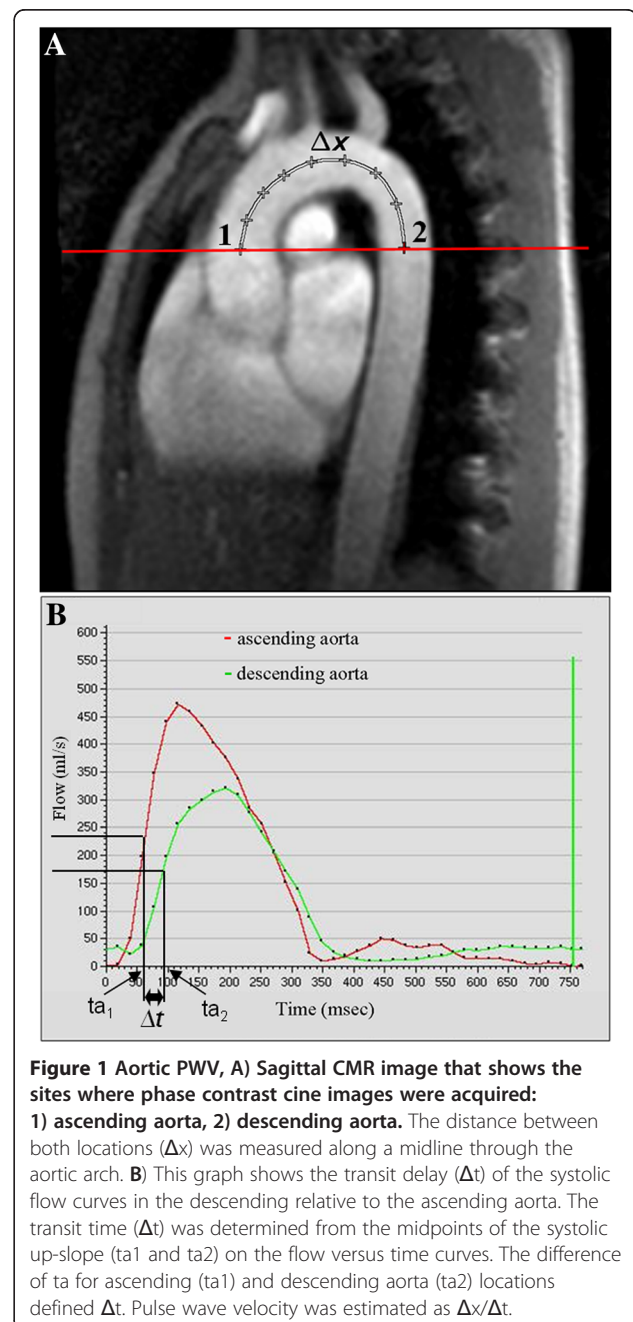 A
Δx
1
2
B
600
550
500
450
400
350
300
250
200
150
100
50
0
Flow (ml/s)
ascending aorta
descending aorta
0 50 100 150 200 250 300 350 400 450 500 550 600 650 700 750
ta1
Δt
ta2
Time (msec)
Figure 1 Aortic PWV, A) Sagittal CMR image that shows the
sites where phase contrast cine images were acquired:
1) ascending aorta, 2) descending aorta. The distance between
both locations (Δx) was measured along a midline through the
aortic arch. B) This graph shows the transit delay (Δt) of the systolic
flow curves in the descending relative to the ascending aorta. The
transit time (Δt) was determined from the midpoints of the systolic
up-slope (ta1 and ta2) on the flow versus time curves. The difference
of ta for ascending (ta1) and descending aorta (ta2) locations
defined Δt. Pulse wave velocity was estimated as Δx/Δt.